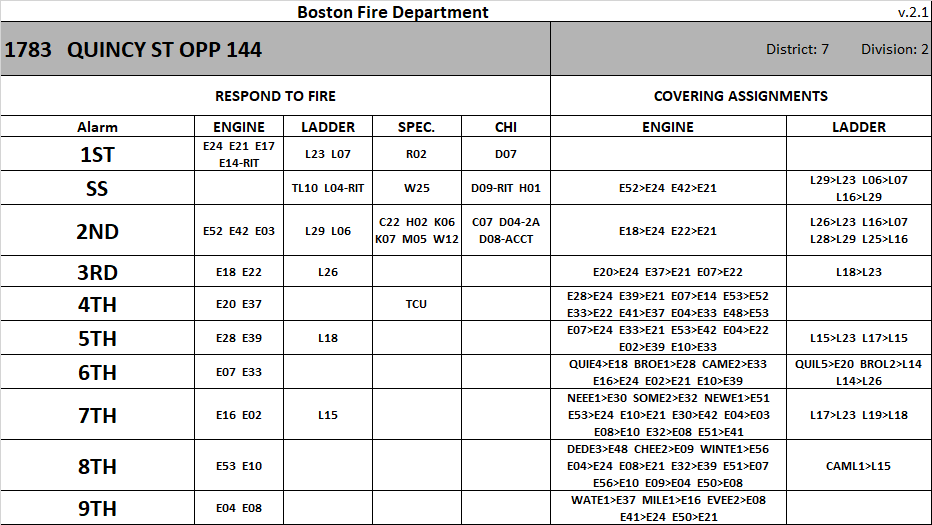 Boston Fire Department v.2.1
1783 QUINCY ST OPP 144 District: 7 Division: 2
RESPOND TO FIRE COVERING ASSIGNMENTS
Alarm ENGINE LADDER SPEC. CHI ENGINE LADDER
1ST E24 E21 E17 E14-RIT L23 L07 R02 D07
SS TL10 L04-RIT W25 D09-RIT H01 E52>E24 E42>E21 L29>L23 L06>L07 L16>L29
2ND E52 E42 E03 L29 L06 C22 H02 K06 K07 M05 W12 C07 D04-2A D08-ACCT E18>E24 E22>E21 L26>L23 L16>L07 L28>L29 L25>L16
3RD E18 E22 L26 E20>E24 E37>E21 E07>E22 L18>L23
4TH E20 E37 TCU E28>E24 E39>E21 E07>E14 E53>E52 E33>E22 E41>E37 E04>E33 E48>E53
5TH E28 E39 L18 E07>E24 E33>E21 E53>E42 E04>E22 E02>E39 E10>E33 L15>L23 L17>L15
6TH E07 E33 QUIE4>E18 BROE1>E28 CAME2>E33 E16>E24 E02>E21 E10>E39 QUIL5>E20 BROL2>L14 L14>L26
7TH E16 E02 L15 NEEE1>E30 SOME2>E32 NEWE1>E51 E53>E24 E10>E21 E30>E42 E04>E03 E08>E10 E32>E08 E51>E41 L17>L23 L19>L18
8TH E53 E10 DEDE3>E48 CHEE2>E09 WINTE1>E56 E04>E24 E08>E21 E32>E39 E51>E07 E56>E10 E09>E04 E50>E08 CAML1>L15
9TH E04 E08 WATE1>E37 MILE1>E16 EVEE2>E08 E41>E24 E50>E21